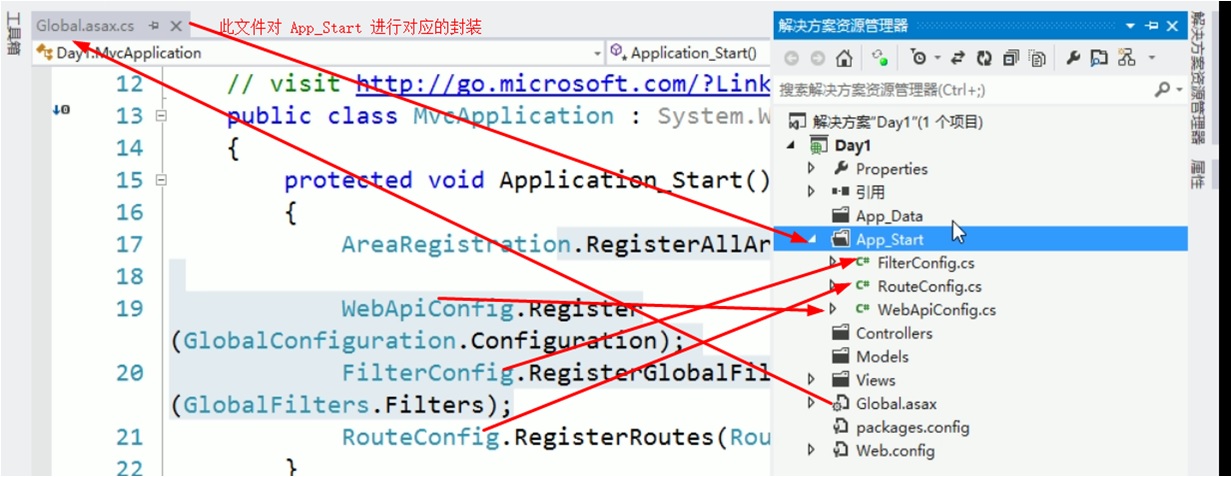 工具箱
Global.asax.cs
此文件对 App_Start 进行对应的封装
Day1.MvcApplication
Application_Start()
12 // visit http://go.microsoft.com/?Link
13 public class MvcApplication : System.W
14 {
15 protected void Application_Start()
16 {
17 AreaRegistration.RegisterAllAr
18
19 WebApiConfig.Register
(GlobalConfiguration.Configuration);
20 FilterConfig.RegisterGlobalFil
(GlobalFilters.Filters);
21 RouteConfig.RegisterRoutes(Rou
22 }
解决方案资源管理器
搜索解决方案资源管理器(Ctrl+;)
解决方案"Day1"(1 个项目)
Day1
Properties
引用
App_Data
App_Start
FilterConfig.cs
RouteConfig.cs
WebApiConfig.cs
Controllers
Models
Views
Global.asax
packages.config
Web.config
解决方案资源管理器
属性